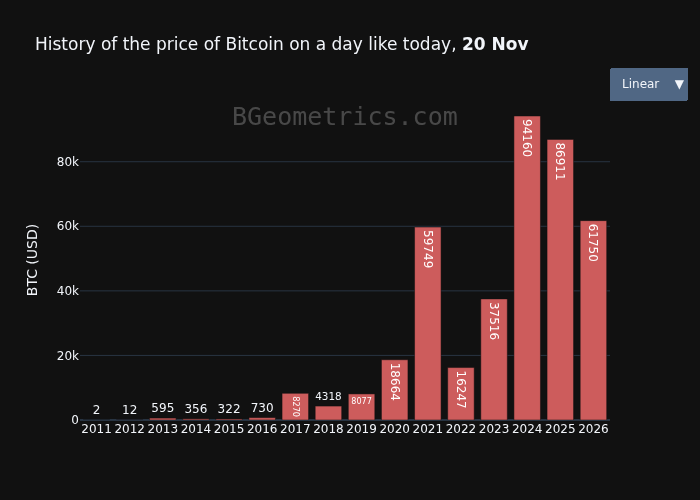 History of the price of Bitcoin on a day like today, 20 Nov
Linear ▼
BGeometrics.com
BTC (USD)
80k
60k
40k
20k
0
2
12
595
356
322
730
8270
4318
8077
18664
59749
16247
37516
94160
86911
61750
2011 2012 2013 2014 2015 2016 2017 2018 2019 2020 2021 2022 2023 2024 2025 2026